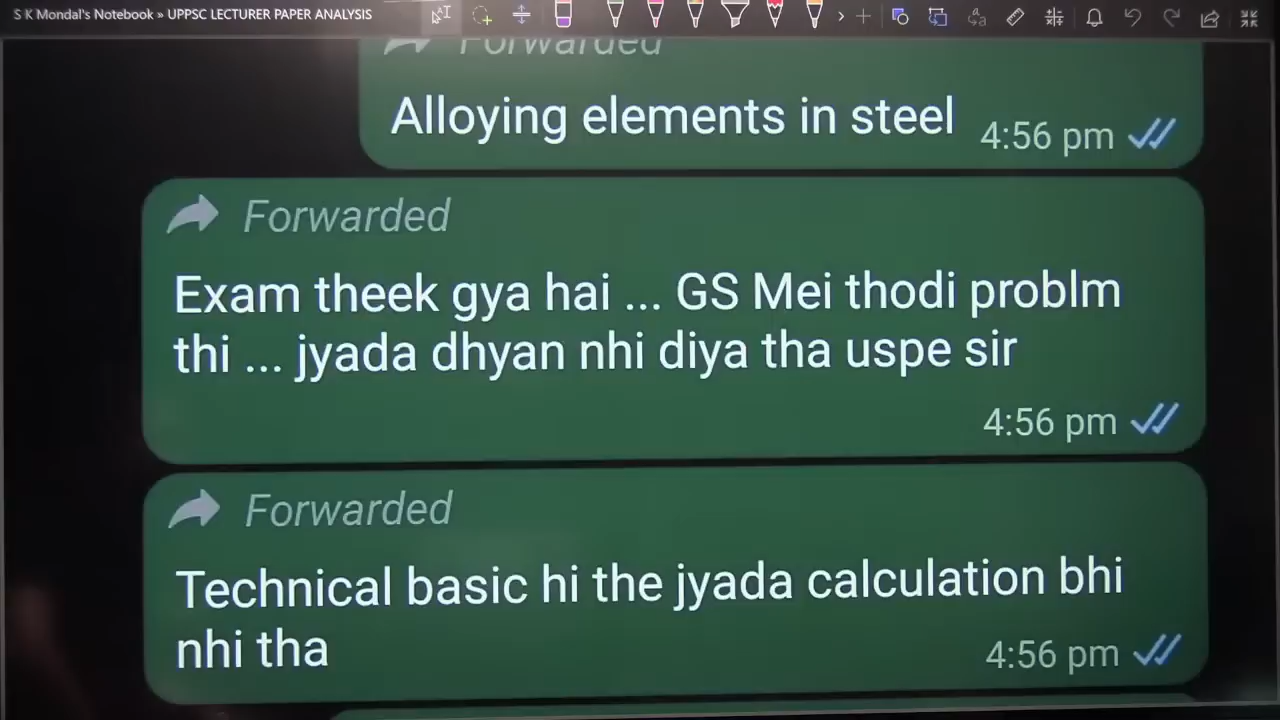 S K Mondal's Notebook » UPPSC LECTURER PAPER ANALYSIS
Forwarded
Alloying elements in steel
4:56 pm
Forwarded
Exam theek gya hai ... GS Mei thodi problm
thi ... jyada dhyan nhi diya tha uspe sir
4:56 pm
Forwarded
Technical basic hi the jyada calculation bhi
nhi tha
4:56 pm